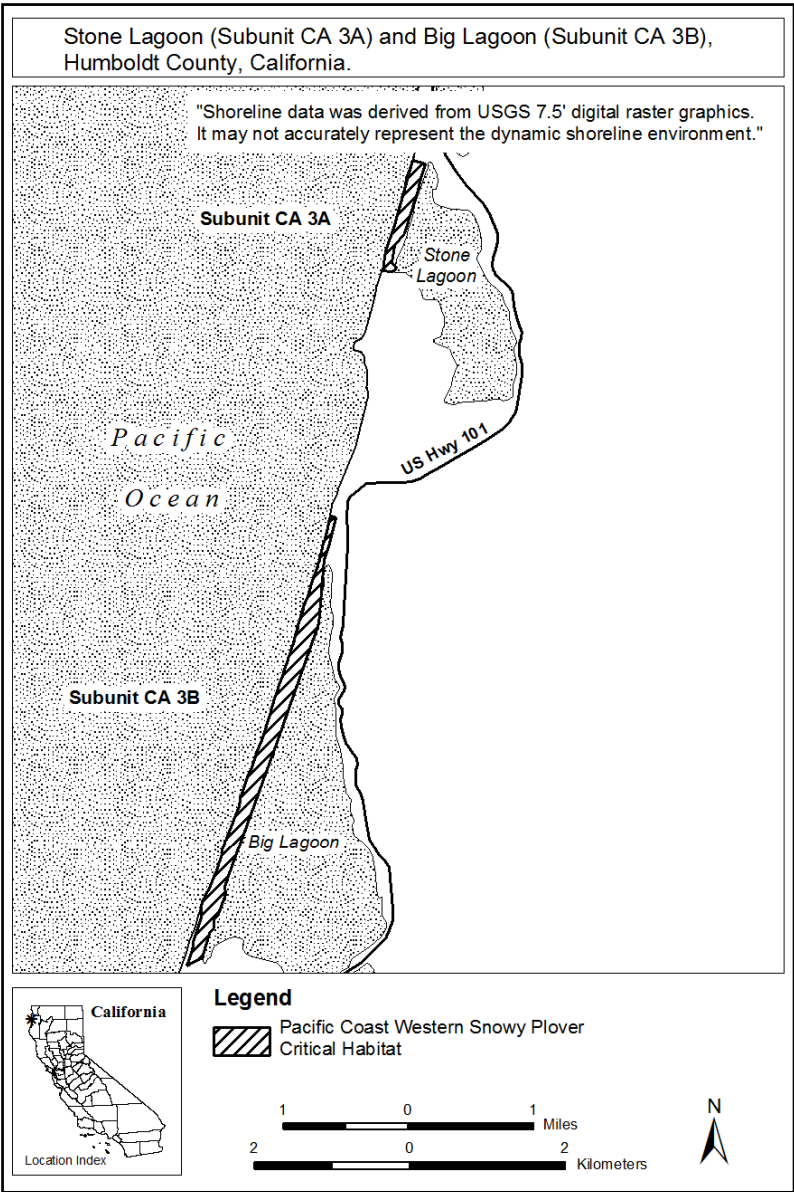 Stone Lagoon (Subunit CA 3A) and Big Lagoon (Subunit CA 3B),
Humboldt County, California.
"Shoreline data was derived from USGS 7.5' digital raster graphics.
It may not accurately represent the dynamic shoreline environment."
Subunit CA 3A
Stone
Lagoon
Pacific
Ocean
US Hwy 101
Subunit CA 3B
Big Lagoon
California
Location Index
Legend
Pacific Coast Western Snowy Plover
Critical Habitat
1 0 1
Miles
2 0 2
Kilometers
N